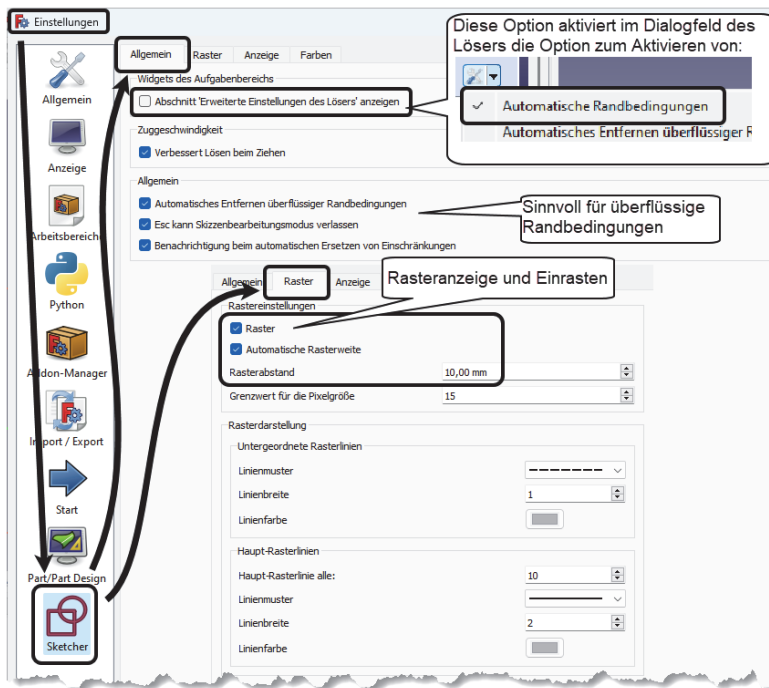 Einstellungen
Diese Option aktiviert im Dialogfeld des
Lösers die Option zum Aktivieren von:
Automatische Randbedingungen
Automatisches Entfernen überflüssiger
Allgemein
Anzeige
Arbeitsbereiche
Python
Addon-Manager
Import / Export
Start
Part/Part Design
Sketcher
Allgemein Raster Anzeige Farben
Widgets des Aufgabenbereichs
Abschnitt 'Erweiterte Einstellungen des Lösers' anzeigen
Zuggeschwindigkeit
Verbessert Lösen beim Ziehen
Allgemein
Automatisches Entfernen überflüssiger Randbedingungen
Esc kann Skizzenbearbeitungsmodus verlassen
Benachrichtigung beim automatischen Ersetzen von Einschränkungen
Sinnvoll für überflüssige
Randbedingungen
Allgemein Raster Anzeige
Rasteranzeige und Einrasten
Rastereinstellungen
Raster
Automatische Rasterweite
Rasterabstand 10,00 mm
Grenzwert für die Pixelgröße 15
Rasterdarstellung
Untergeordnete Rasterlinien
Linienmuster
Linienbreite 1
Linienfarbe
Haupt-Rasterlinien
Haupt-Rasterlinie alle: 10
Linienmuster
Linienbreite 2
Linienfarbe